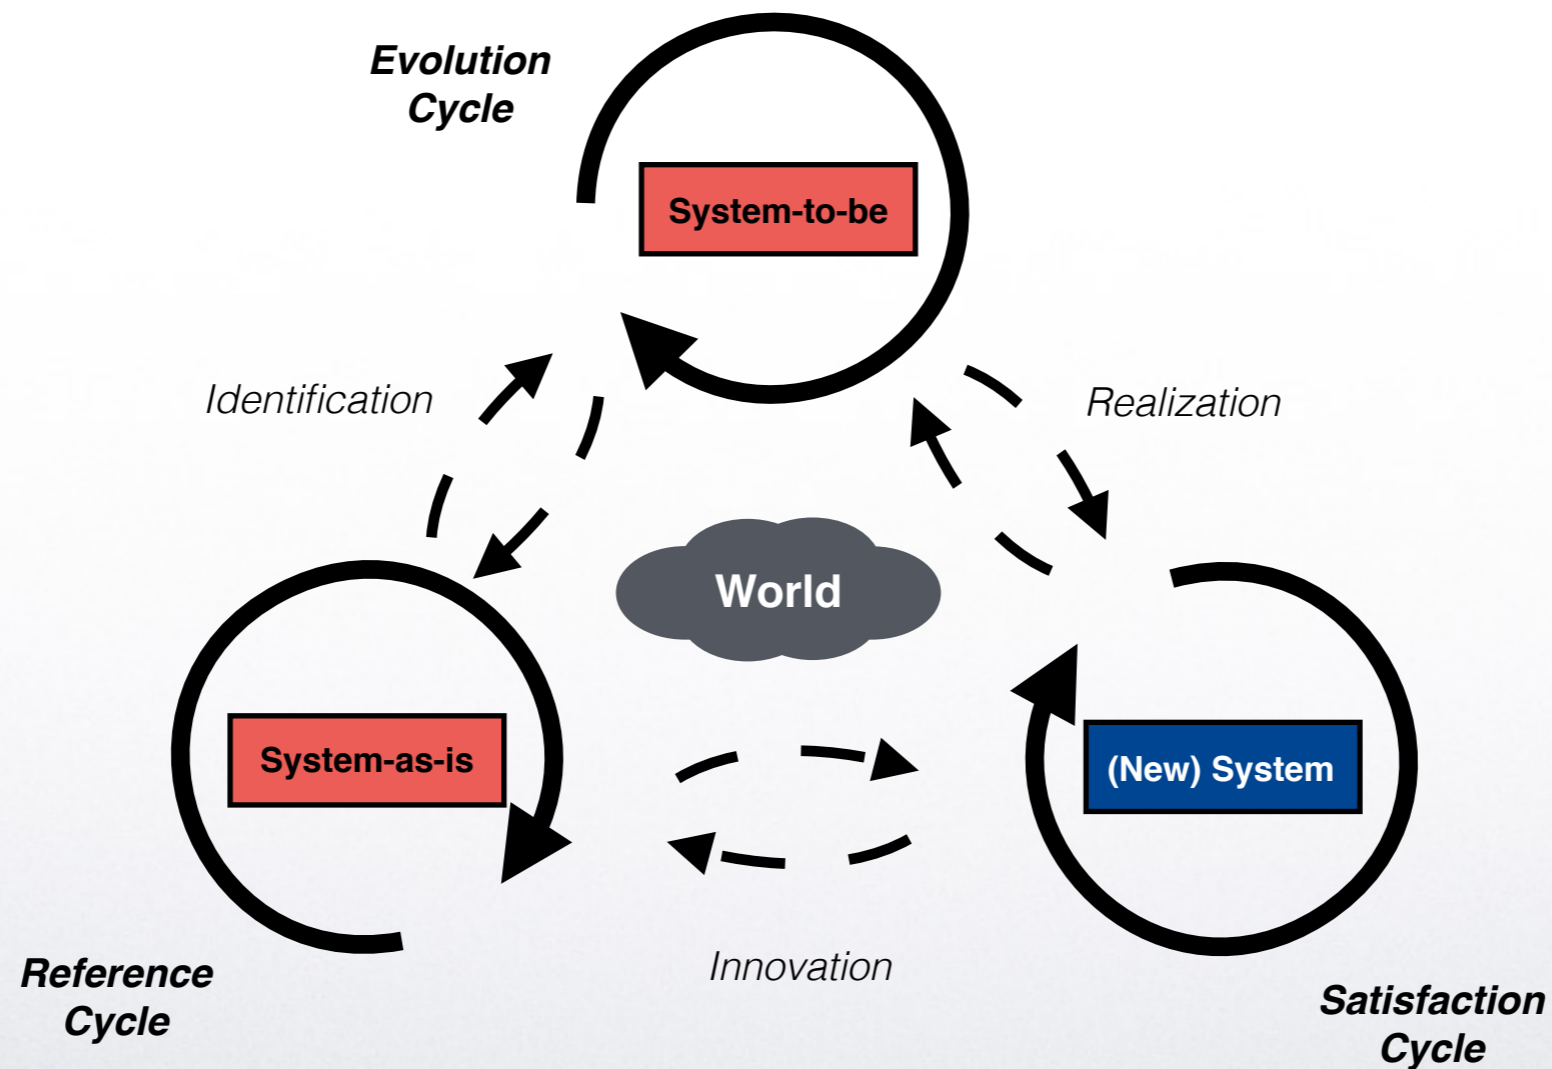 Evolution
Cycle
System-to-be
Identification
Realization
World
System-as-is
(New) System
Innovation
Reference
Cycle
Satisfaction
Cycle